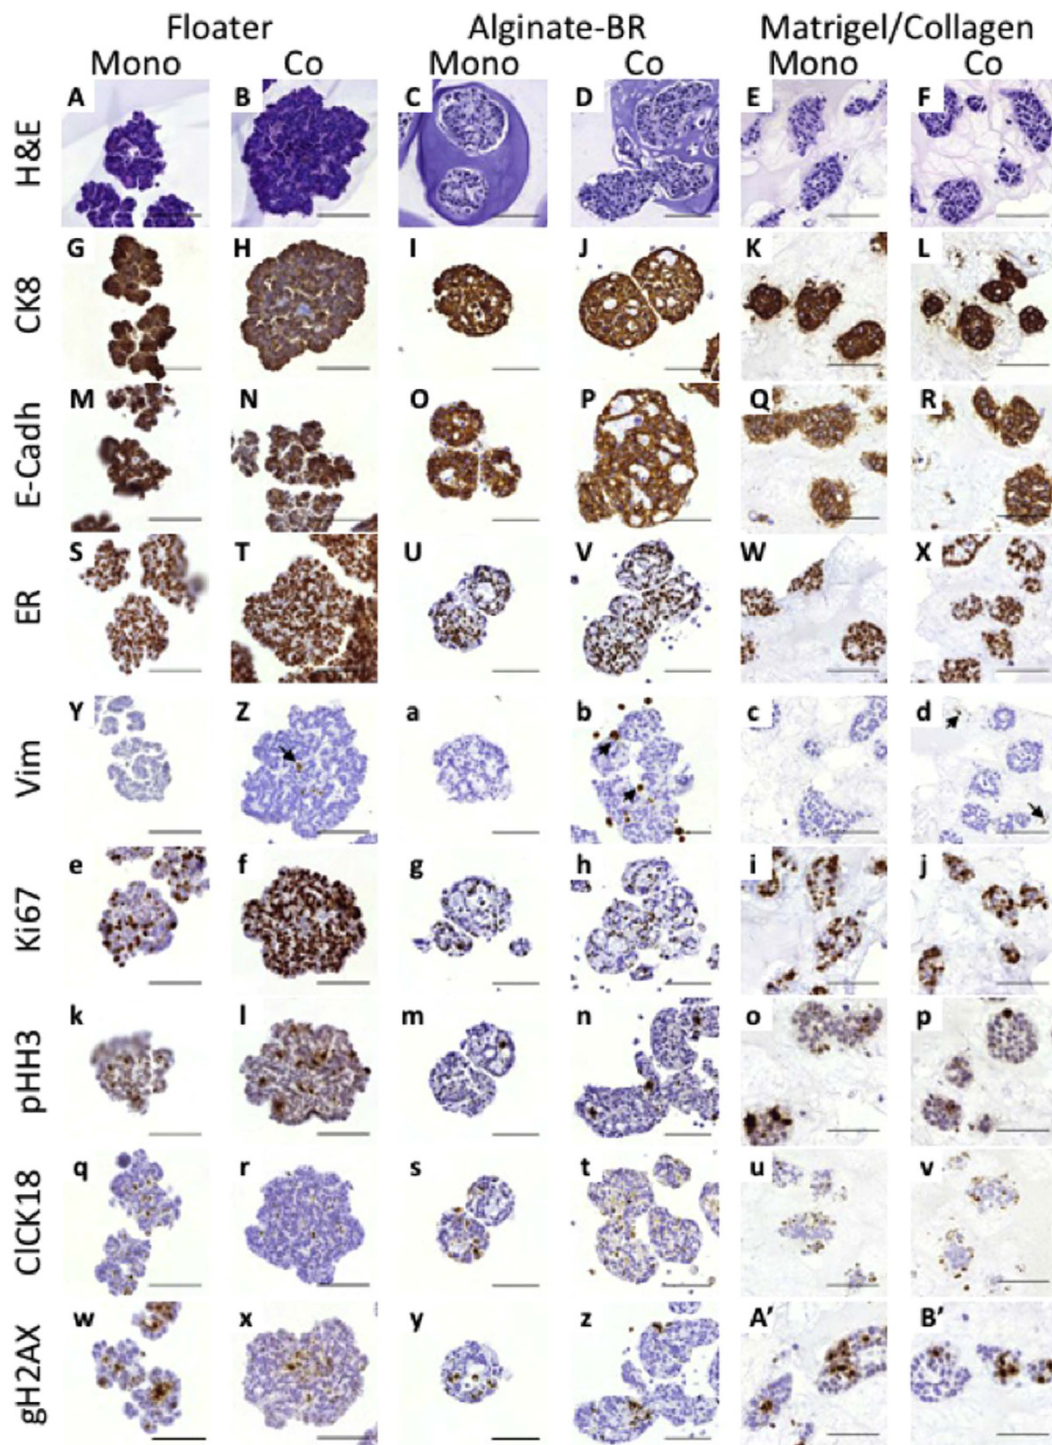 Floater Alginate-BR Matrigel/Collagen
Mono Co Mono Co Mono Co
H&E A B C D E F
CK8 G H I J K L
E-Cadh M N O P Q R
ER S T U V W X
Vim Y Z a b c d
Ki67 e f g h i j
pHH3 k l m n o p
ClCK18 q r s t u v
gH2AX w x y z A' B'